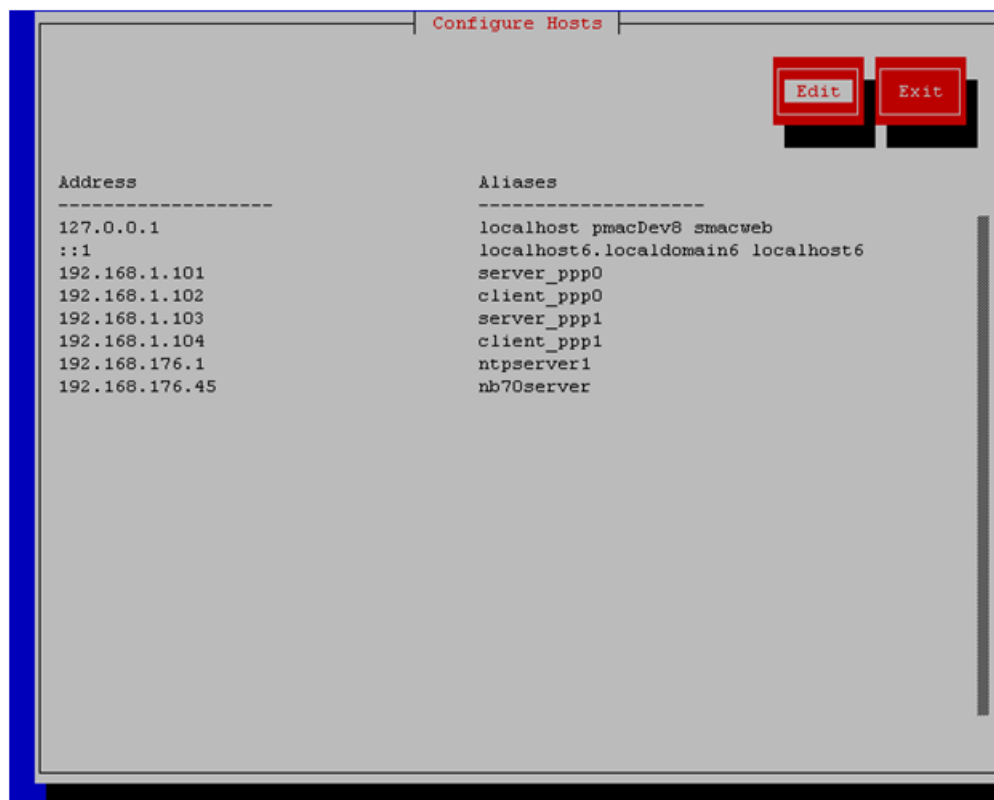 Configure Hosts
Edit Exit
Address Aliases
------------------- --------------------
127.0.0.1 localhost pmacDev8 smacweb
::1 localhost6.localdomain6 localhost6
192.168.1.101 server_ppp0
192.168.1.102 client_ppp0
192.168.1.103 server_ppp1
192.168.1.104 client_ppp1
192.168.176.1 ntpserver1
192.168.176.45 nb70server